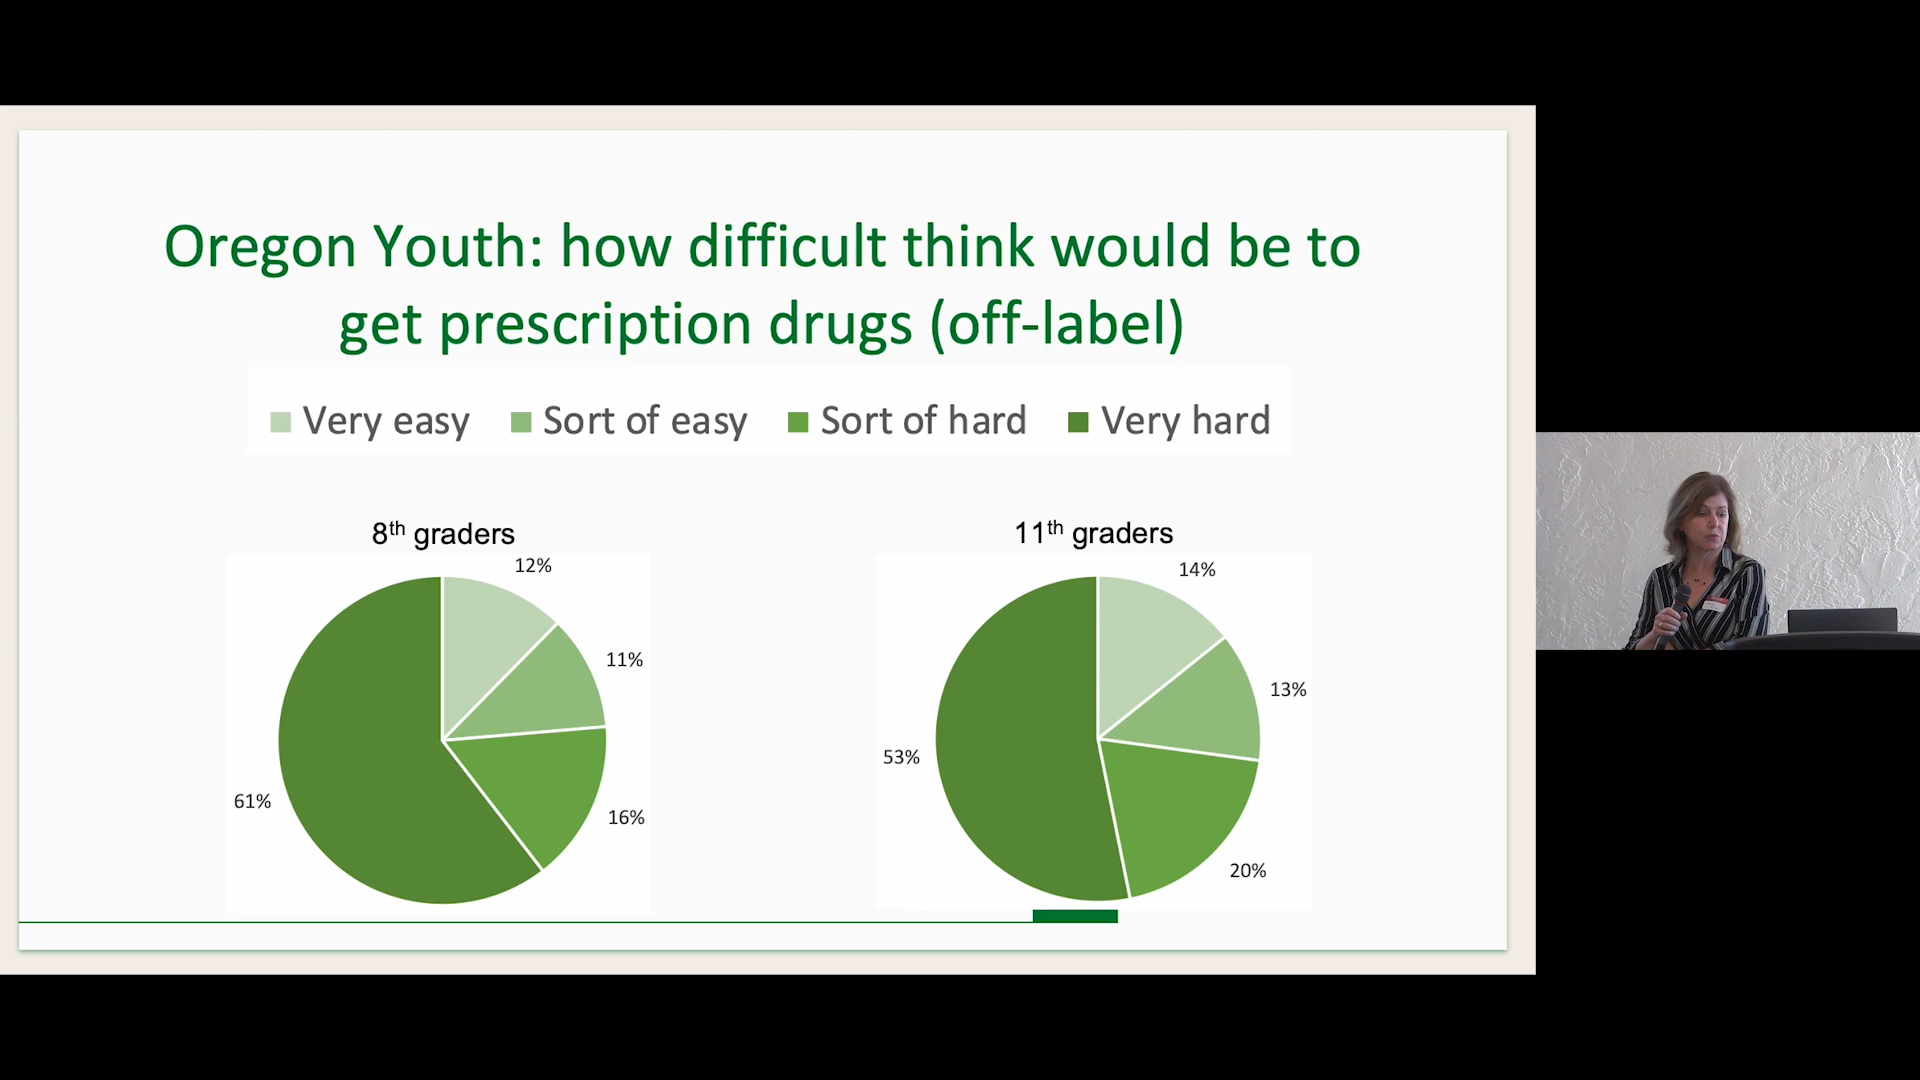 Oregon Youth: how difficult think would be to
get prescription drugs (off-label)
Very easy Sort of easy Sort of hard Very hard
8th graders
12%
11%
16%
61%
11th graders
14%
13%
20%
53%